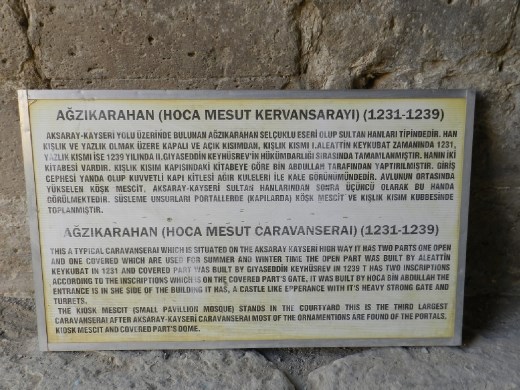 AĞZIKARAHAN (HOCA MESUT KERVANSARAYI) (1231-1239)
AKSARAY-KAYSERİ YOLU ÜZERİNDE BULUNAN AĞZIKARAHAN SELÇUKLU ESERİ OLUP SULTAN HANLARI TİPİNDEDİR. HAN
KIŞLIK VE YAZLIK OLMAK ÜZERE KAPALI VE AÇIK KISIMDAN, KIŞLIK KISMI I.ALEATTİN KEYKUBAT ZAMANINDA 1231,
YAZLIK KISMI İSE 1239 YILINDA II.GIYASEDDİN KEYHÜSREV'İN HÜKÜMDARLIĞI SIRASINDA TAMAMLANMIŞTIR. HANIN İKİ
KİTABESİ VARDIR. KIŞLIK KISIM KAPISINDAKİ KİTABEYE GÖRE BİN ABDULLAH TARAFINDAN YAPTIRILMIŞTIR. GİRİŞ
CEPHESİ YANDA OLUP KUVVETLİ KAPI KİTLESİ AĞIR KULELERİ İLE KALE GÖRÜNÜMÜNDEDİR. AVLUNUN ORTASINDA
YÜKSELEN KÖŞK MESCİT, AKSARAY-KAYSERİ SULTAN HANLARINDAN SONRA ÜÇÜNCÜ OLARAK BU HANDA
GÖRÜLMEKTEDİR. SÜSLEME UNSURLARI PORTALLERDE (KAPILARDA) KÖŞK MESCİT VE KIŞLIK KISIM KUBBESİNDE
TOPLANMIŞTIR.
AĞZIKARAHAN (HOCA MESUT CARAVANSERAI) (1231-1239)
THIS A TYPICAL CARAVANSERAI WHICH IS SITUATED ON THE AKSARAY KAYSERİ HIGH WAY IT HAS TWO PARTS ONE OPEN
AND ONE COVERED WHICH ARE USED FOR SUMMER AND WINTER TIME THE OPEN PART WAS BUILT BY ALEATTİN
KEYKUBAT IN 1231 AND COVERED PART WAS BUILT BY GIYASEDDİN KEYHÜSREV IN 1239 T HAS TWO INSCRIPTIONS
ACCORDING TO THE INSCRIPTINCES WHICH IS ON THE COVERED PART'S GATE, IT WAS BUILT BY HOCA BİN ABDULLAH THE
ENTRANCE IS IN SHE SIDE OF THE BUILDING IT HAS, A CASTLE LIKE EPPERANCE WITH IT'S HEAVY STRONG GATE AND
TURRETS.
THE KIOSK MESCIT (SMALL PAVILLION MOSQUE) STANDS IN THE COURTYARD THIS IS THE THIRD LARGEST
CARAVANSERAI AFTER AKSARAY-KAYSERI CARAVANSERAI MOST OF THE ORNAMENTIONS ARE FOUND OF THE PORTALS,
KIOSK MESCIT AND COVERED PART'S DOME.